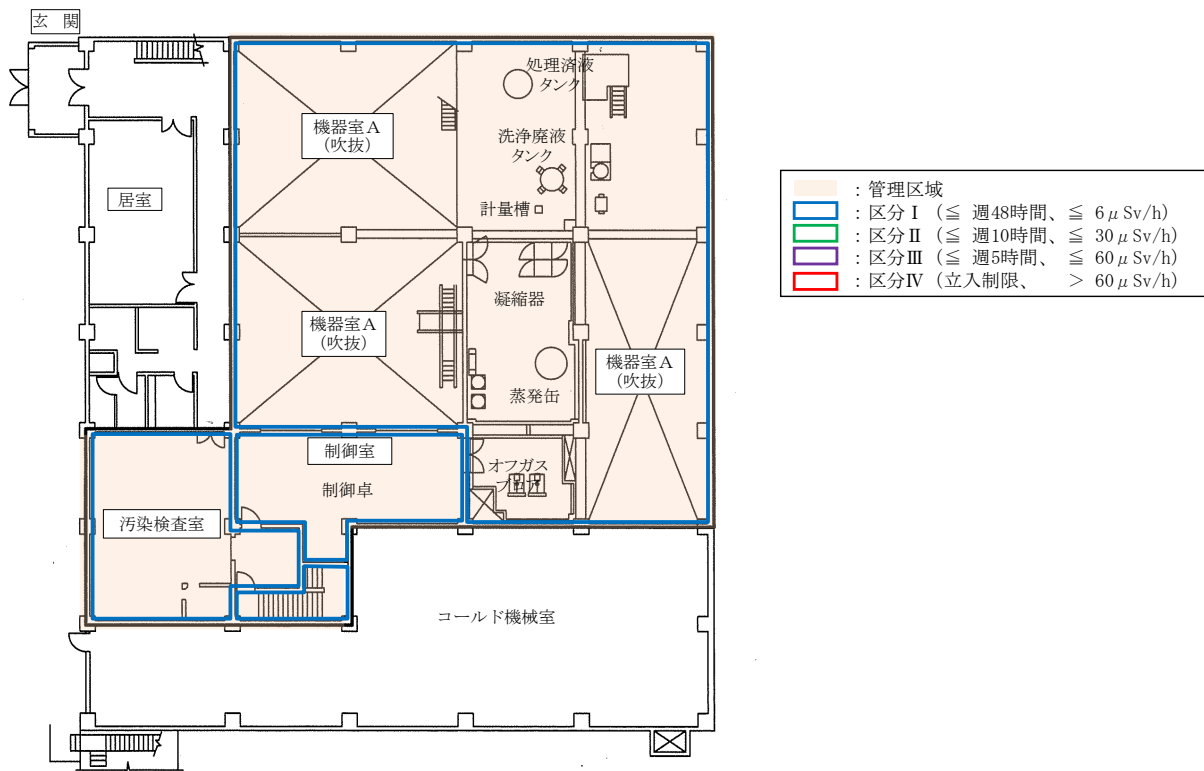 玄 関
処理済液
タンク
機器室A
(吹抜)
洗浄廃液
タンク
居室
計量槽
凝縮器
機器室A
(吹抜)
機器室A
(吹抜)
蒸発缶
制御室
オフガス
ブロア
制御卓
汚染検査室
コールド機械室
：管理区域
：区分Ⅰ (≦ 週48時間、≦ 6μSv/h)
：区分Ⅱ (≦ 週10時間、≦ 30μSv/h)
：区分Ⅲ (≦ 週5時間、 ≦ 60μSv/h)
：区分Ⅳ (立入制限、 > 60μSv/h)